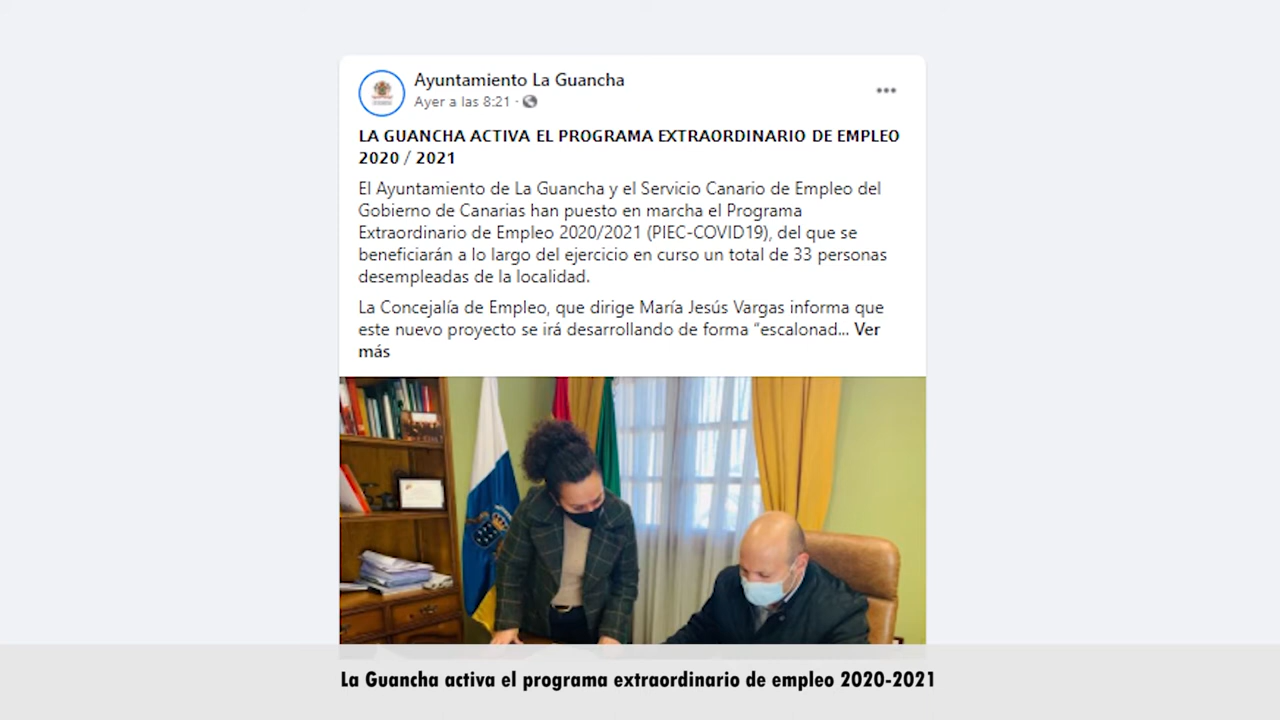 Ayuntamiento La Guancha
Ayer a las 8:21 ·
LA GUANCHA ACTIVA EL PROGRAMA EXTRAORDINARIO DE EMPLEO
2020 / 2021
El Ayuntamiento de La Guancha y el Servicio Canario de Empleo del
Gobierno de Canarias han puesto en marcha el Programa
Extraordinario de Empleo 2020/2021 (PIEC-COVID19), del que se
beneficiarán a lo largo del ejercicio en curso un total de 33 personas
desempleadas de la localidad.
La Concejalía de Empleo, que dirige María Jesús Vargas informa que
este nuevo proyecto se irá desarrollando de forma “escalonad... Ver
más
La Guancha activa el programa extraordinario de empleo 2020-2021